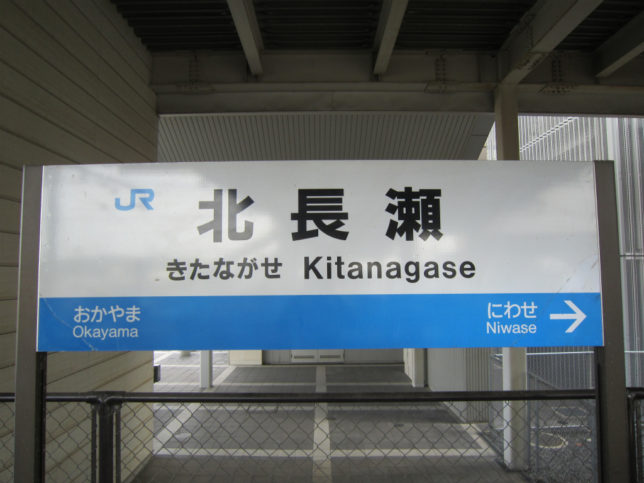 JR
北長瀬
きたながせ Kitanagase
おかやま
Okayama
にわせ
Niwase